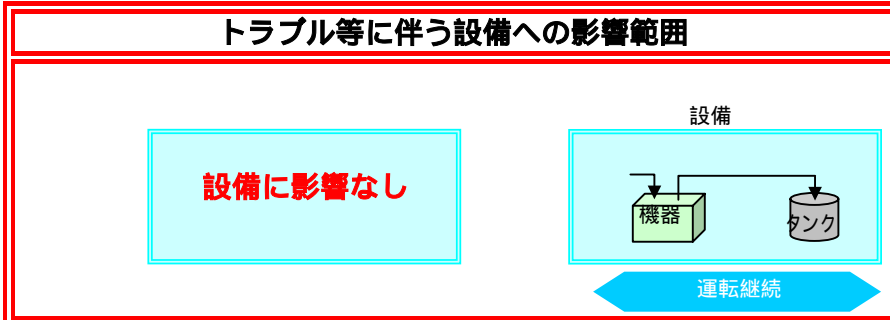 トラブル等に伴う設備への影響範囲
設備
設備に影響なし
機器
タンク
運転継続